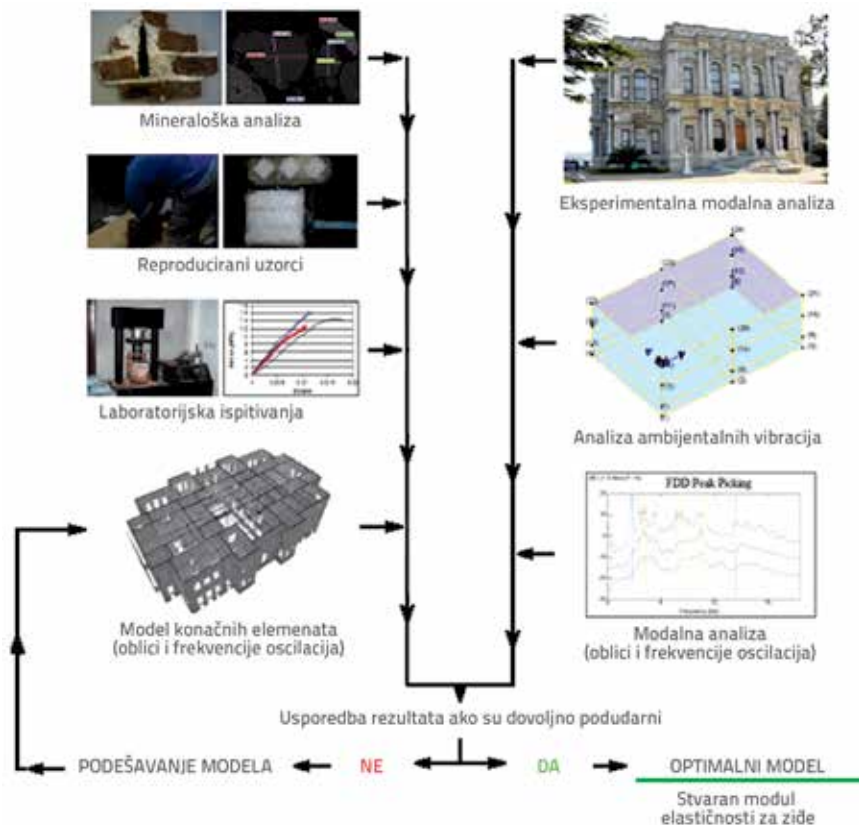 Mineraloška analiza
Reproducirani uzorci
Laboratorijska ispitivanja
Model konačnih elemenata
(oblici i frekvencije oscilacija)
Eksperimentalna modalna analiza
Analiza ambijentalnih vibracija
FDD Peak Picking
Modalna analiza
(oblici i frekvencije oscilacija)
Usporedba rezultata ako su dovoljno podudarni
PODEŠAVANJE MODELA
NE
DA
OPTIMALNI MODEL
Stvaran modul
elastičnosti za ziđe